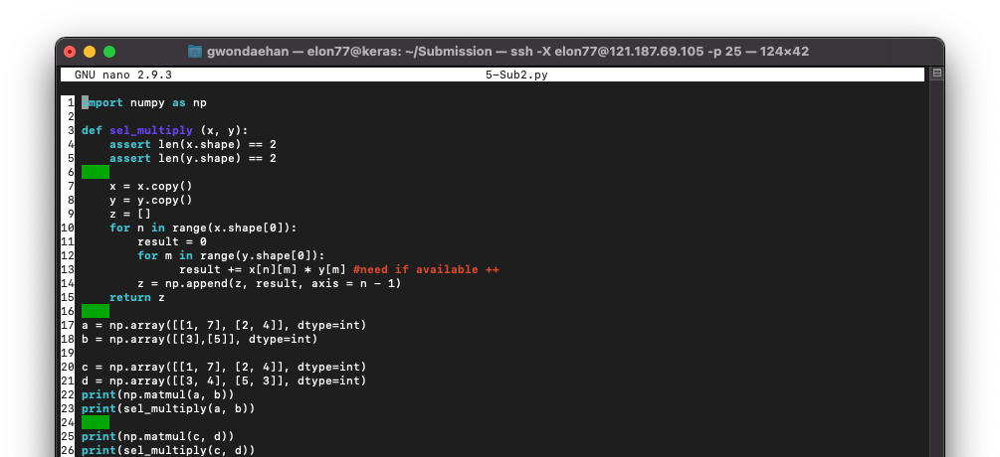 gwondaehan — elon77@keras: ~/Submission — ssh -X elon77@121.187.69.105 -p 25 — 124×42
GNU nano 2.9.3 5-Sub2.py
1 import numpy as np
2
3 def sel_multiply (x, y):
4     assert len(x.shape) == 2
5     assert len(y.shape) == 2
6
7     x = x.copy()
8     y = y.copy()
9     z = []
10     for n in range(x.shape[0]):
11         result = 0
12         for m in range(y.shape[0]):
13               result += x[n][m] * y[m] #need if available ++
14         z = np.append(z, result, axis = n - 1)
15     return z
16
17 a = np.array([[1, 7], [2, 4]], dtype=int)
18 b = np.array([[3],[5]], dtype=int)
19
20 c = np.array([[1, 7], [2, 4]], dtype=int)
21 d = np.array([[3, 4], [5, 3]], dtype=int)
22 print(np.matmul(a, b))
23 print(sel_multiply(a, b))
24
25 print(np.matmul(c, d))
26 print(sel_multiply(c, d))